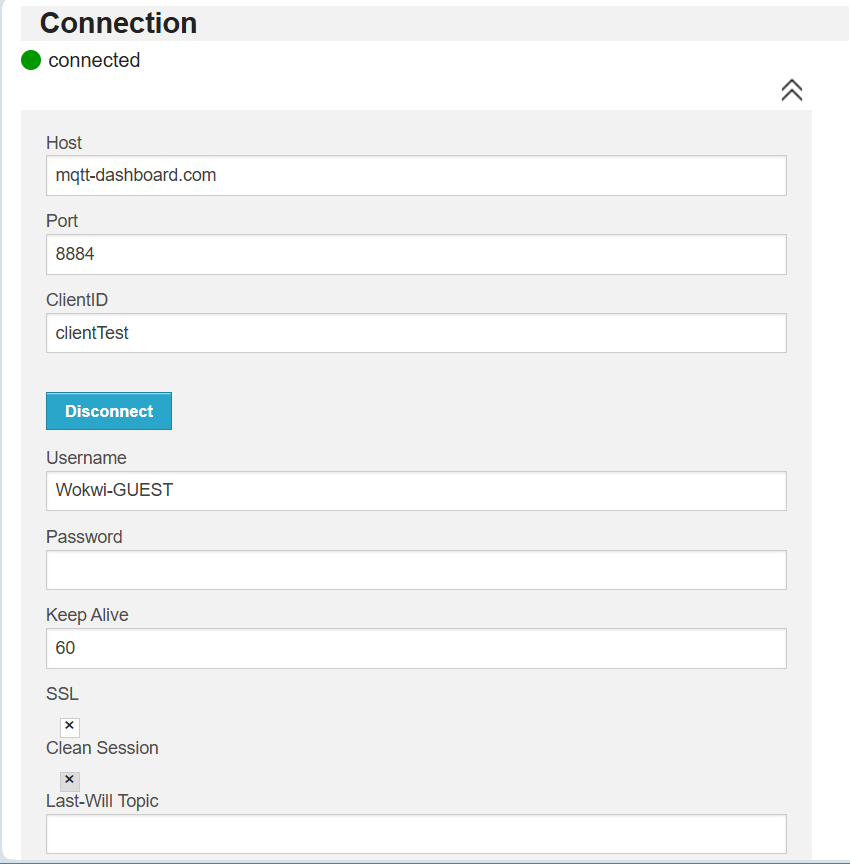 Connection
connected
Host
mqtt-dashboard.com
Port
8884
ClientID
clientTest
Disconnect
Username
Wokwi-GUEST
Password
Keep Alive
60
SSL
Clean Session
Last-Will Topic